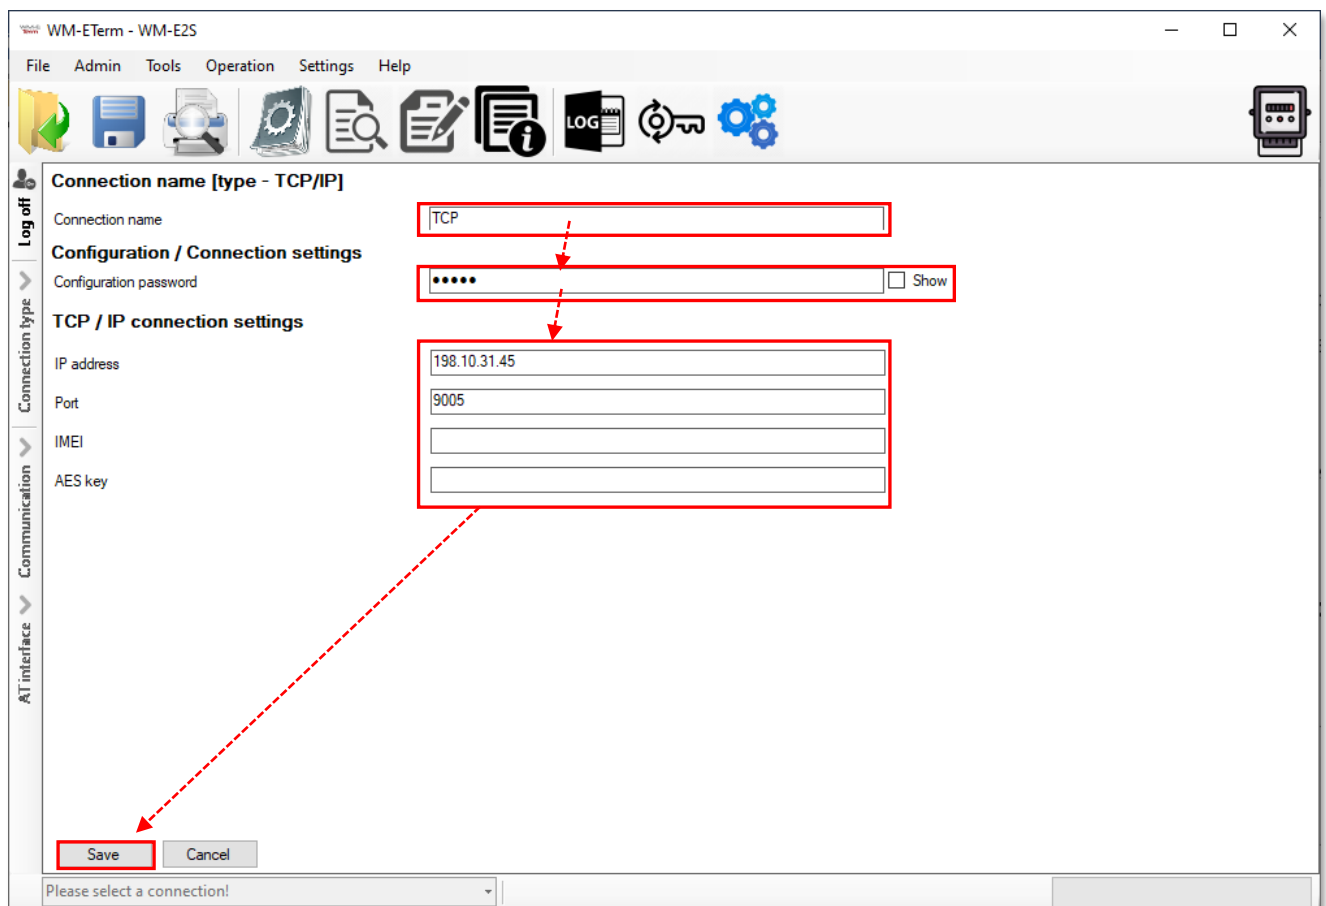 WM-ETerm - WM-E2S
File Admin Tools Operation Settings Help
LOG
Log off
Connection type
Communication
AT interface
Connection name [type - TCP/IP]
Connection name TCP
Configuration / Connection settings
Configuration password ••••• Show
TCP / IP connection settings
IP address 198.10.31.45
Port 9005
IMEI
AES key
Save Cancel
Please select a connection!